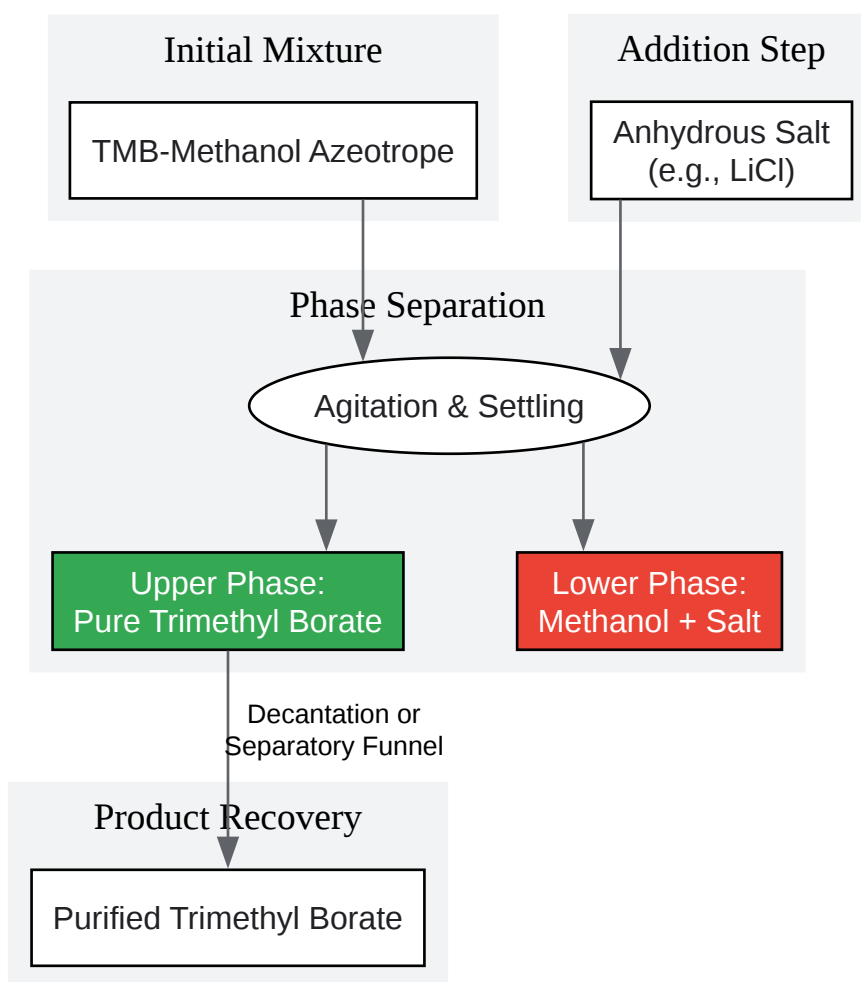 Initial Mixture
Addition Step
TMB-Methanol Azeotrope
Anhydrous Salt
(e.g., LiCl)
Phase Separation
Agitation & Settling
Upper Phase:
Pure Trimethyl Borate
Lower Phase:
Methanol + Salt
Decantation or
Separatory Funnel
Product Recovery
Purified Trimethyl Borate